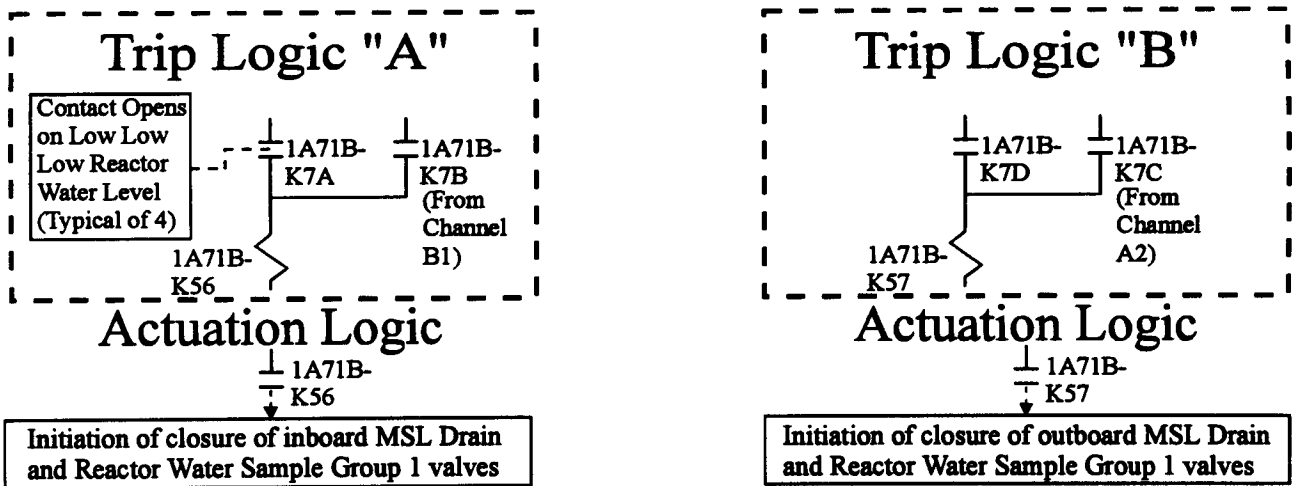 Trip Logic "A"
Contact Opens
on Low Low
Low Reactor
Water Level
(Typical of 4)
1A71B-
K7A
1A71B-
K7B
(From
Channel
B1)
1A71B-
K56
Actuation Logic
1A71B-
K56
Initiation of closure of inboard MSL Drain
and Reactor Water Sample Group 1 valves
Trip Logic "B"
1A71B-
K7D
1A71B-
K7C
(From
Channel
A2)
1A71B-
K57
Actuation Logic
1A71B-
K57
Initiation of closure of outboard MSL Drain
and Reactor Water Sample Group 1 valves